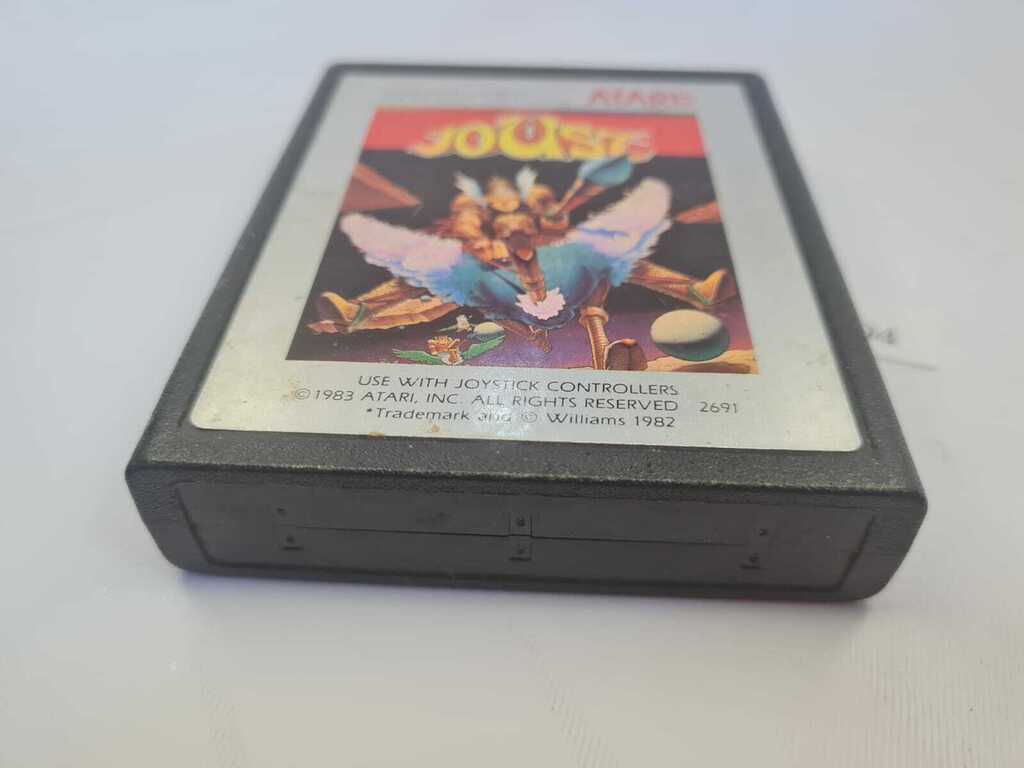 ATARI
JOUST
USE WITH JOYSTICK CONTROLLERS
©1983 ATARI, INC. ALL RIGHTS RESERVED 2691
*Trademark and © Williams 1982